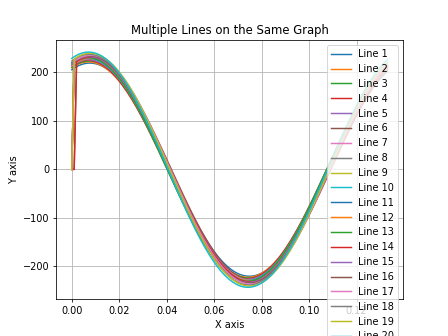 Multiple Lines on the Same Graph
Y axis
200
100
0
−100
−200
0.00
0.02
0.04
0.06
0.08
0.10
X axis
Line 1
Line 2
Line 3
Line 4
Line 5
Line 6
Line 7
Line 8
Line 9
Line 10
Line 11
Line 12
Line 13
Line 14
Line 15
Line 16
Line 17
Line 18
Line 19
Line 20